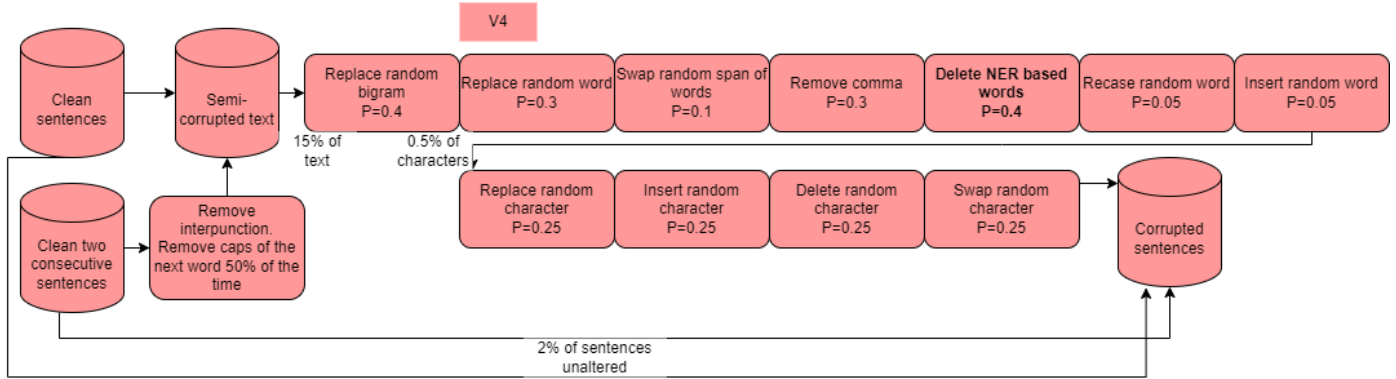 V4
Clean
sentences
Semi-
corrupted text
Replace random
bigram
P=0.4
Replace random word
P=0.3
Swap random span of
words
P=0.1
Remove comma
P=0.3
Delete NER based
words
P=0.4
Recase random word
P=0.05
Insert random word
P=0.05
15% of
text
0.5% of
characters
Replace random
character
P=0.25
Insert random
character
P=0.25
Delete random
character
P=0.25
Swap random
character
P=0.25
Corrupted
sentences
Clean two
consecutive
sentences
Remove
interpunction.
Remove caps of the
next word 50% of the
time
2% of sentences
unaltered